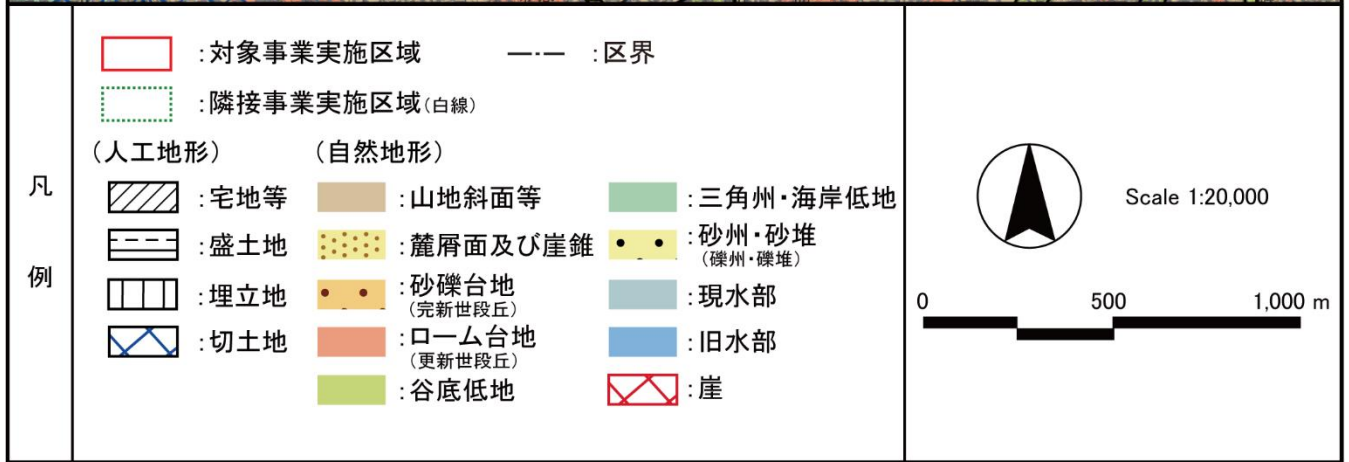 凡例
:対象事業実施区域
:区界
:隣接事業実施区域(白線)
(人工地形)
(自然地形)
:宅地等
:盛土地
:埋立地
:切土地
:山地斜面等
:麓屑面及び崖錐
:砂礫台地
(完新世段丘)
:ローム台地
(更新世段丘)
:谷底低地
:三角州・海岸低地
:砂州・砂堆
(礫州・礫堆)
:現水部
:旧水部
:崖
Scale 1:20,000
0 500 1,000 m